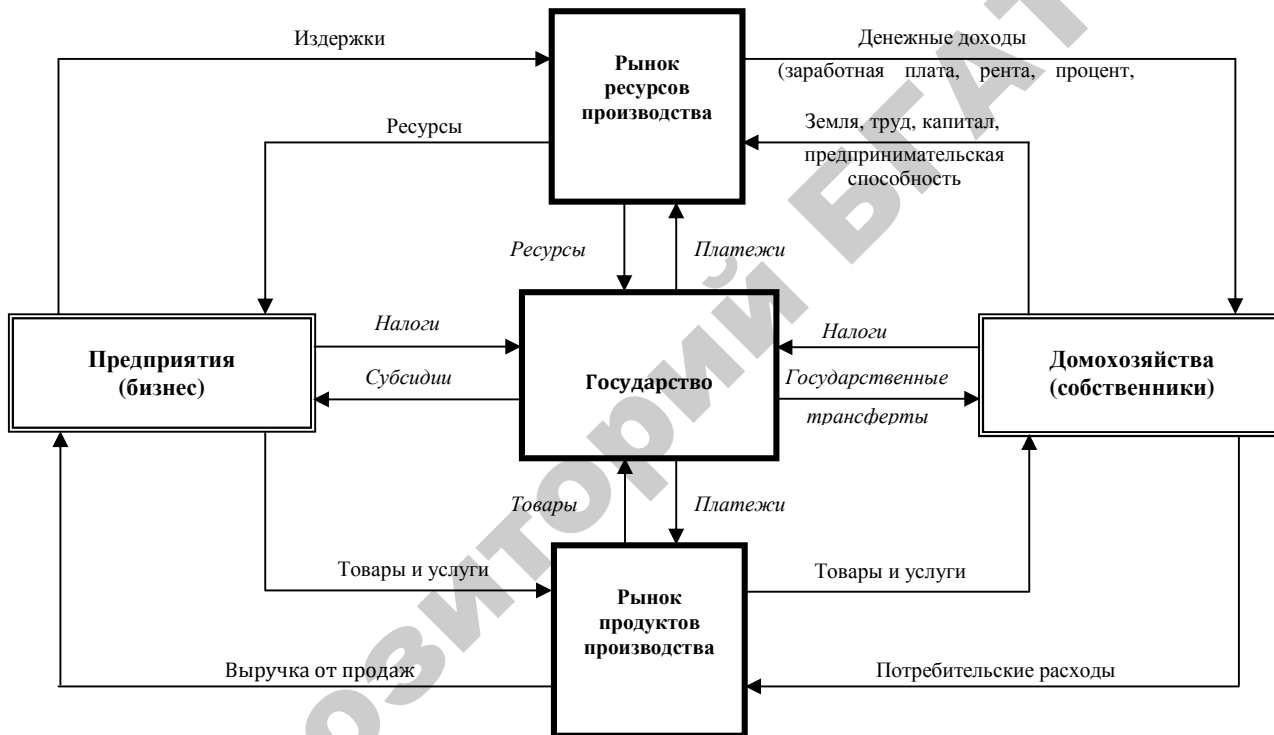 Издержки
Рынок
ресурсов
производства
Денежные доходы
(заработная плата, рента, процент,
Ресурсы
Земля, труд, капитал,
предпринимательская
способность
Ресурсы
Платежи
Предприятия
(бизнес)
Налоги
Субсидии
Государство
Налоги
Государственные
трансферты
Домохозяйства
(собственники)
Товары
Платежи
Товары и услуги
Рынок
продуктов
производства
Товары и услуги
Выручка от продаж
Потребительские расходы
озиторий БГАТ